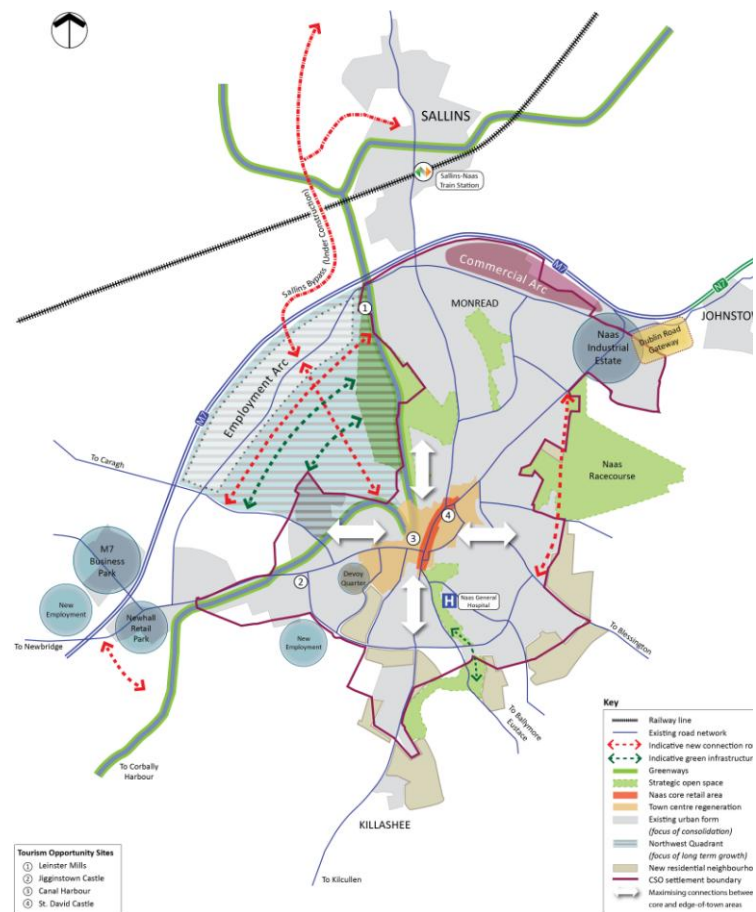 SALLINS
Sallins-Naas
Train Station
Sallins Bypass (Under Construction)
M7
Commercial Arc
N7
MONREAD
JOHNSTOW
Naas
Industrial
Estate
Dublin Road
Gateway
1
Employment Arc
M7
To Caragh
Naas
Racecourse
4
3
M7
Business
Park
2
Devoy
Quarter
H
Naas General
Hospital
New
Employment
Newhall
Retail
Park
New
Employment
To Newbridge
To Blessington
To Ballymore
Eustace
To Corbally
Harbour
KILLASHEE
To Kilcullen
Tourism Opportunity Sites
1 Leinster Mills
2 Jigginstown Castle
3 Canal Harbour
4 St. David Castle
Key
Railway line
Existing road network
Indicative new connection ro
Indicative green infrastructur
Greenways
Strategic open space
Naas core retail area
Town centre regeneration
Existing urban form
(focus of consolidation)
Northwest Quadrant
(focus of long term growth)
New residential neighbourho
CSO settlement boundary
Maximising connections between
core and edge-of-town areas